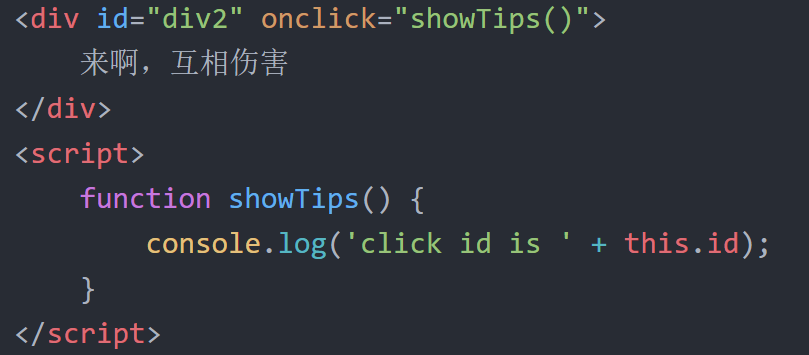 <div id="div2" onclick="showTips()">
    来啊，互相伤害
</div>
<script>
    function showTips() {
        console.log('click id is ' + this.id);
    }
</script>